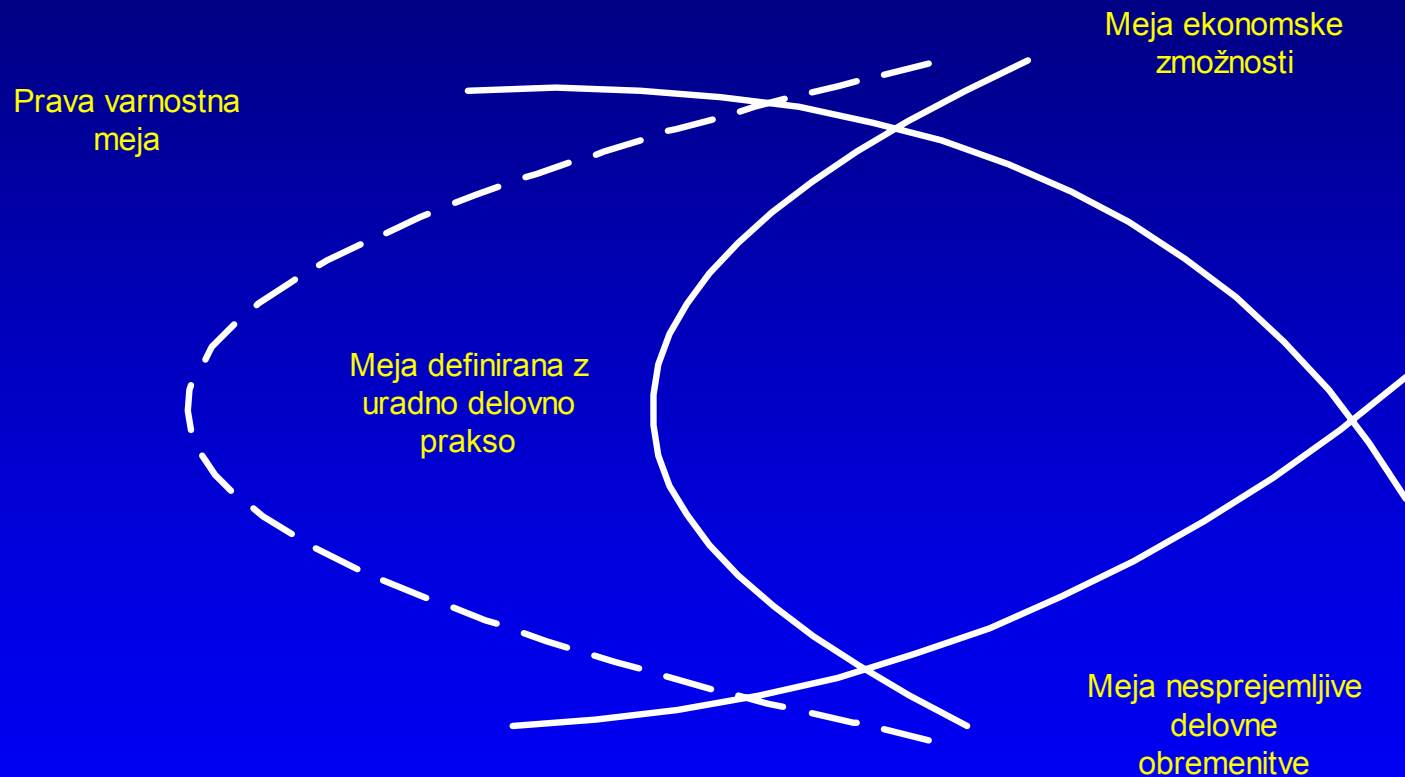 Meja ekonomske
zmožnosti
Prava varnostna
meja
Meja definirana z
uradno delovno
prakso
Meja nesprejemljive
delovne
obremenitve